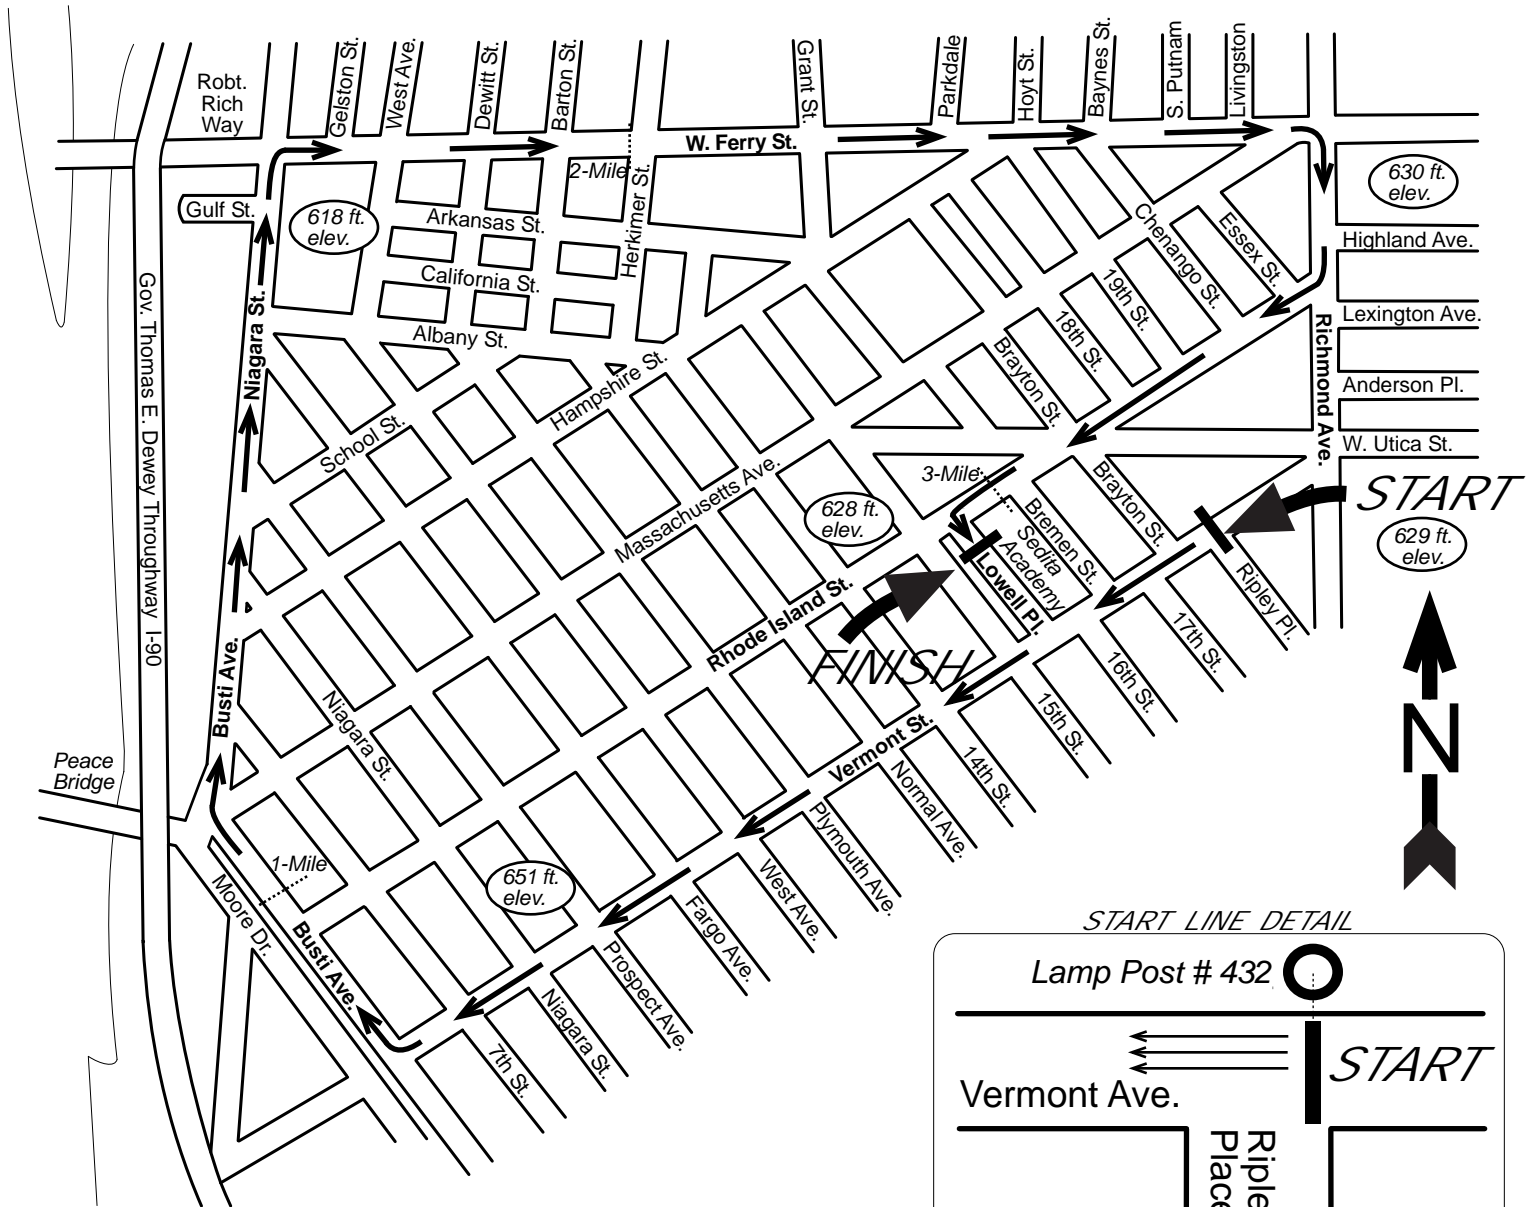 Robt.
Rich
Way
Gelston St.
West Ave.
Dewitt St.
Barton St.
Grant St.
Parkdale
Hoyt St.
Baynes St.
S. Putnam
Livingston
W. Ferry St.
2-Mile
Herkimer St.
630 ft.
elev.
Gulf St.
618 ft.
elev.
Arkansas St.
Chenango St.
Essex St.
Highland Ave.
California St.
19th St.
Gov. Thomas E. Dewey Throughway I-90
Niagara St.
Albany St.
18th St.
Lexington Ave.
Richmond Ave.
Hampshire St.
Brayton St.
Anderson Pl.
School St.
W. Utica St.
Massachusetts Ave.
3-Mile
Brayton St.
START
628 ft.
elev.
Bremen St.
Sedita
Academy
629 ft.
elev.
Lowell Pl.
Ripley Pl.
Rhode Island St.
17th St.
FINISH
16th St.
Busti Ave.
Niagara St.
15th St.
Vermont St.
14th St.
N
Peace
Bridge
Normal Ave.
Plymouth Ave.
1-Mile
651 ft.
elev.
West Ave.
Moore Dr.
Fargo Ave.
Busti Ave.
Prospect Ave.
Niagara St.
7th St.
START LINE DETAIL
Lamp Post # 432
START
Vermont Ave.
Riple
Place